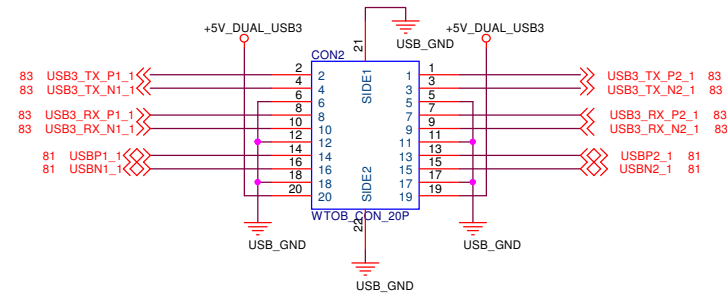 +5V_DUAL_USB3
+5V_DUAL_USB3
USB_GND
CON2
21
SIDE1
83 USB3_TX_P1_1 2 2 1 1 USB3_TX_P2_1 83
83 USB3_TX_N1_1 4 4 3 3 USB3_TX_N2_1 83
6 6 5 5
83 USB3_RX_P1_1 8 8 7 7 USB3_RX_P2_1 83
83 USB3_RX_N1_1 10 10 9 9 USB3_RX_N2_1 83
12 12 11 11
81 USBP1_1 14 14 13 13 USBP2_1 81
81 USBN1_1 16 16 15 15 USBN2_1 81
18 18 17 17
20 20 19 19
SIDE2
22
WTOB_CON_20P
USB_GND
USB_GND
USB_GND